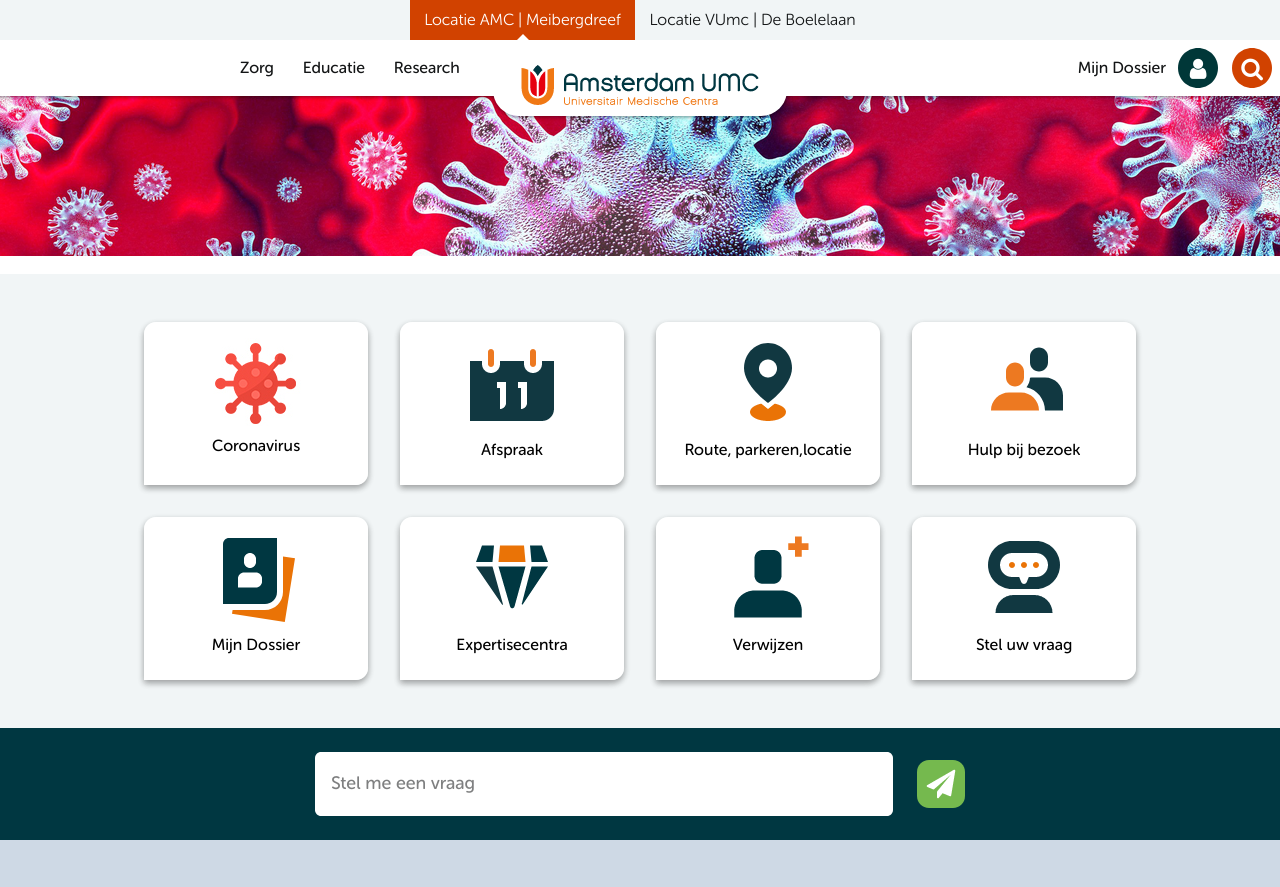 Locatie AMC | Meibergdreef
Locatie VUmc | De Boelelaan
Zorg
Educatie
Research
Amsterdam UMC
Universitair Medische Centra
Mijn Dossier
Coronavirus
11
Afspraak
Route, parkeren,locatie
Hulp bij bezoek
Mijn Dossier
Expertisecentra
Verwijzen
Stel uw vraag
Stel me een vraag